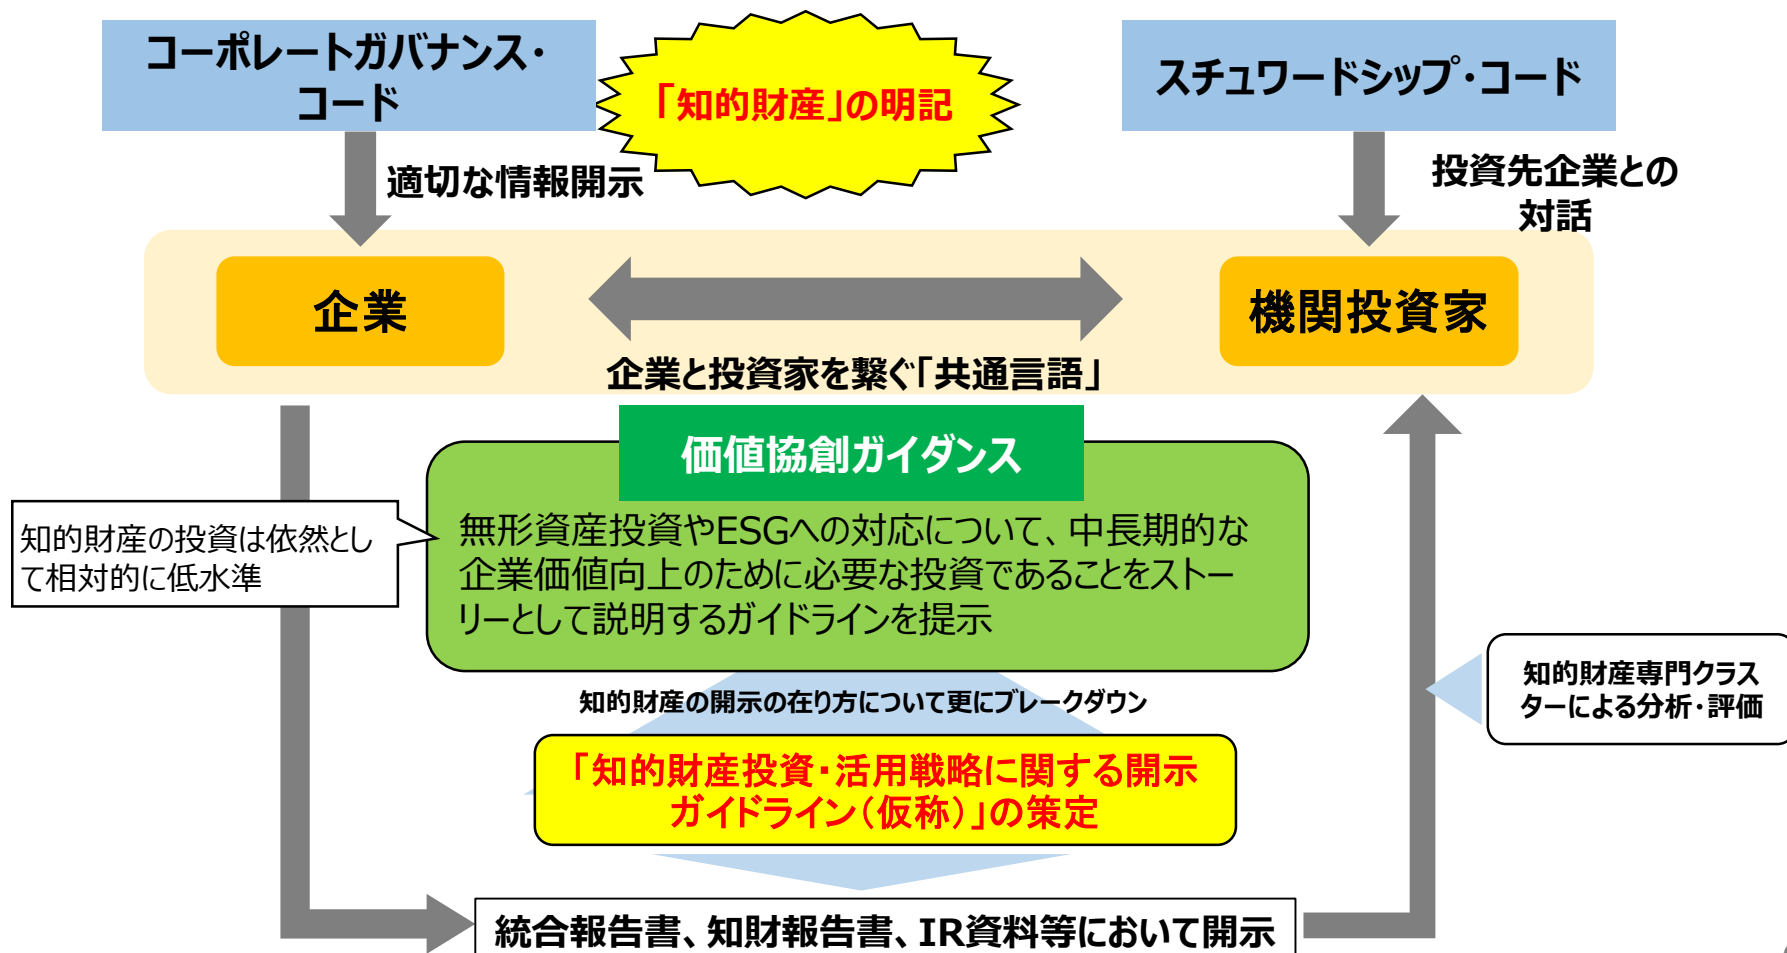 コーポレートガバナンス・
コード
「知的財産」の明記
スチュワードシップ・コード
適切な情報開示
投資先企業との
対話
企業
機関投資家
企業と投資家を繋ぐ「共通言語」
価値協創ガイダンス
無形資産投資やESGへの対応について、中長期的な
企業価値向上のために必要な投資であることをストー
リーとして説明するガイドラインを提示
知的財産の投資は依然とし
て相対的に低水準
知的財産専門クラス
ターによる分析・評価
知的財産の開示の在り方について更にブレークダウン
「知的財産投資・活用戦略に関する開示
ガイドライン（仮称）」の策定
統合報告書、知財報告書、IR資料等において開示